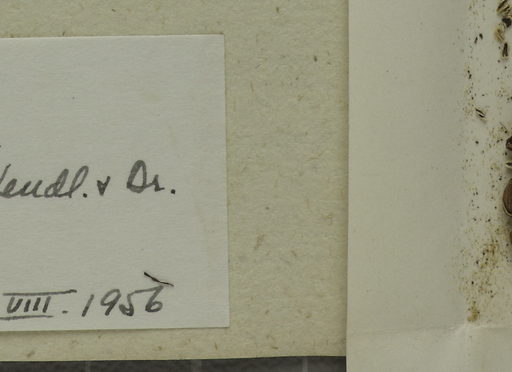 Wendl. & Dr.
VIII. 1956